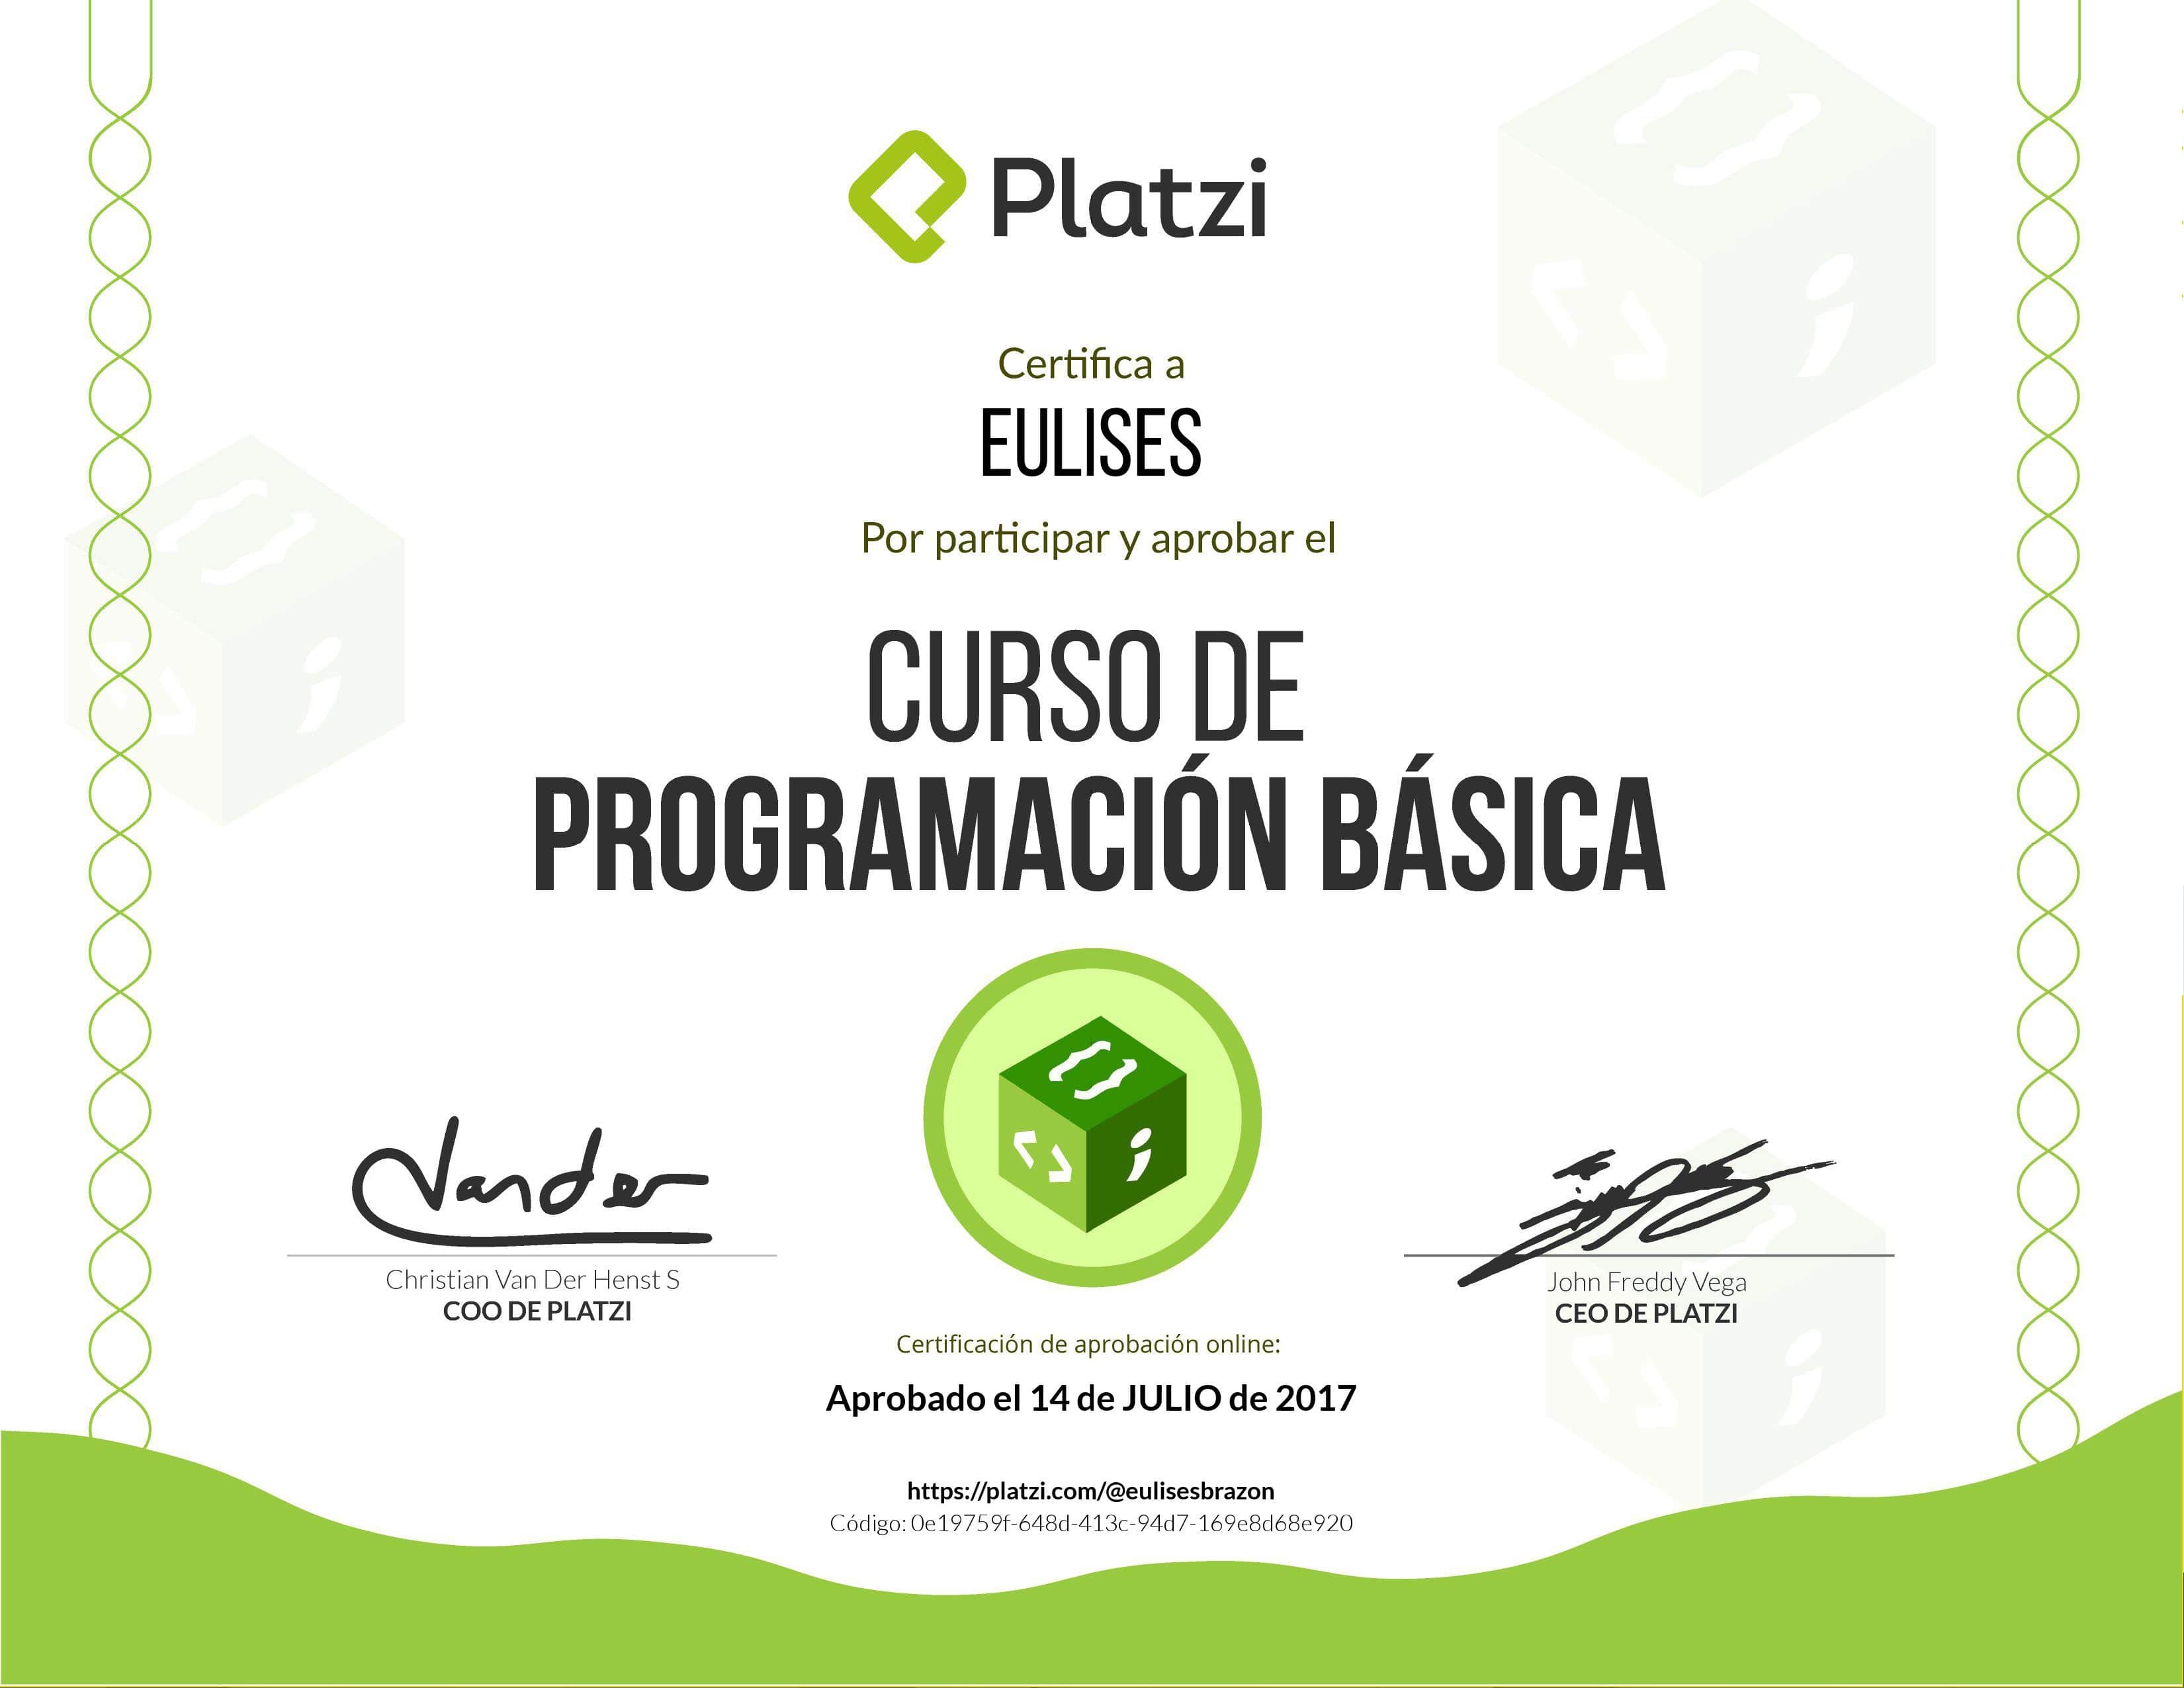 Platzi
Certifica a
EULISES
Por participar y aprobar el
CURSO DE
PROGRAMACIÓN BÁSICA
Vander
Christian Van Der Henst S
COO DE PLATZI
John Freddy Vega
CEO DE PLATZI
Certificación de aprobación online:
Aprobado el 14 de JULIO de 2017
https://platzi.com/@eulisesbrazon
Código: 0e19759f-648d-413c-94d7-169e8d68e920